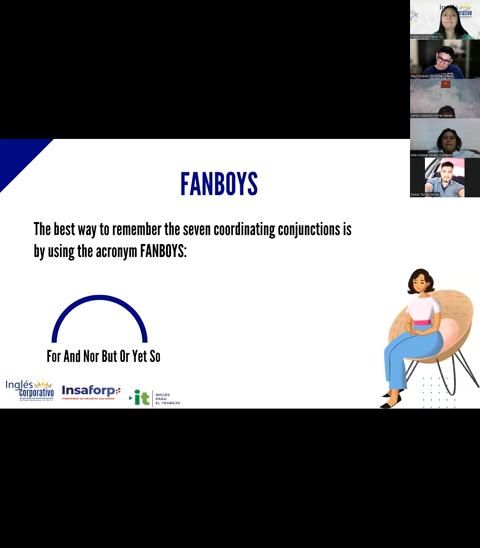 FANBOYS
The best way to remember the seven coordinating conjunctions is
by using the acronym FANBOYS:
For And Nor But Or Yet So
Inglés
Corporativo
Insaforp
it
INGLÉS
PARA
EL TRABAJO